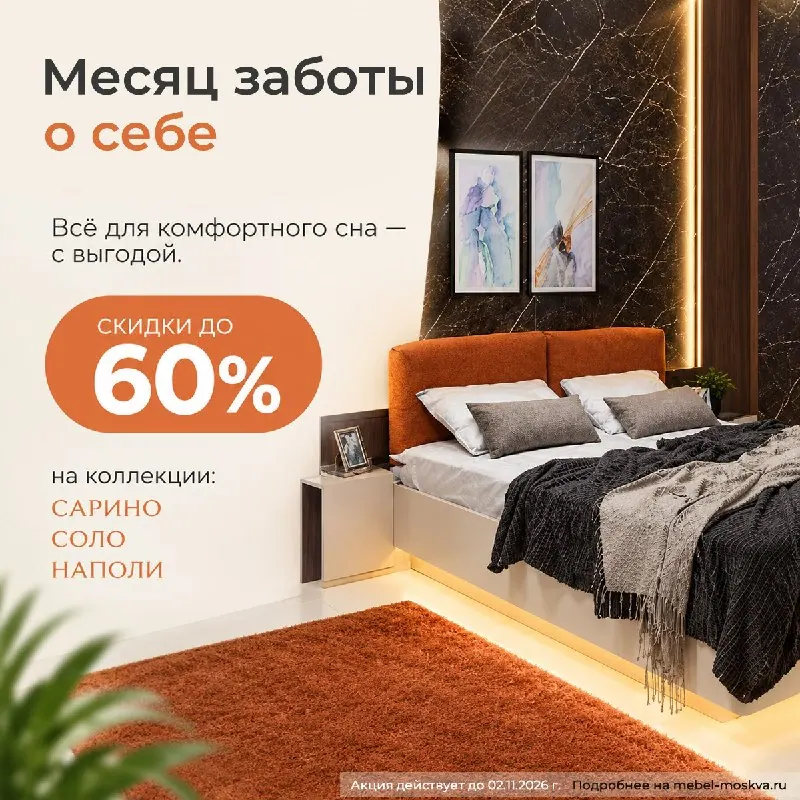 Месяц заботы
о себе
Всё для комфортного сна —
с выгодой.
СКИДКИ ДО
60%
на коллекции:
САРИНО
СОЛО
НАПОЛИ
Акция действует до 02.11.2026 г. Подробнее на mebel-moskva.ru